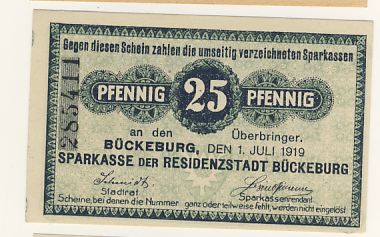 Gegen diesen Schein zahlen die umseitig verzeichneten Sparkassen
PFENNIG 25 PFENNIG
an den Überbringer.
BÜCKEBURG, DEN 1. JULI 1919
SPARKASSE DER RESIDENZSTADT BÜCKEBURG
Schmidt
Stadtrat. Sparkassenrendant.
Scheine, bei denen die Nummer ganz oder teilweise fehlt, werden nicht eingelöst